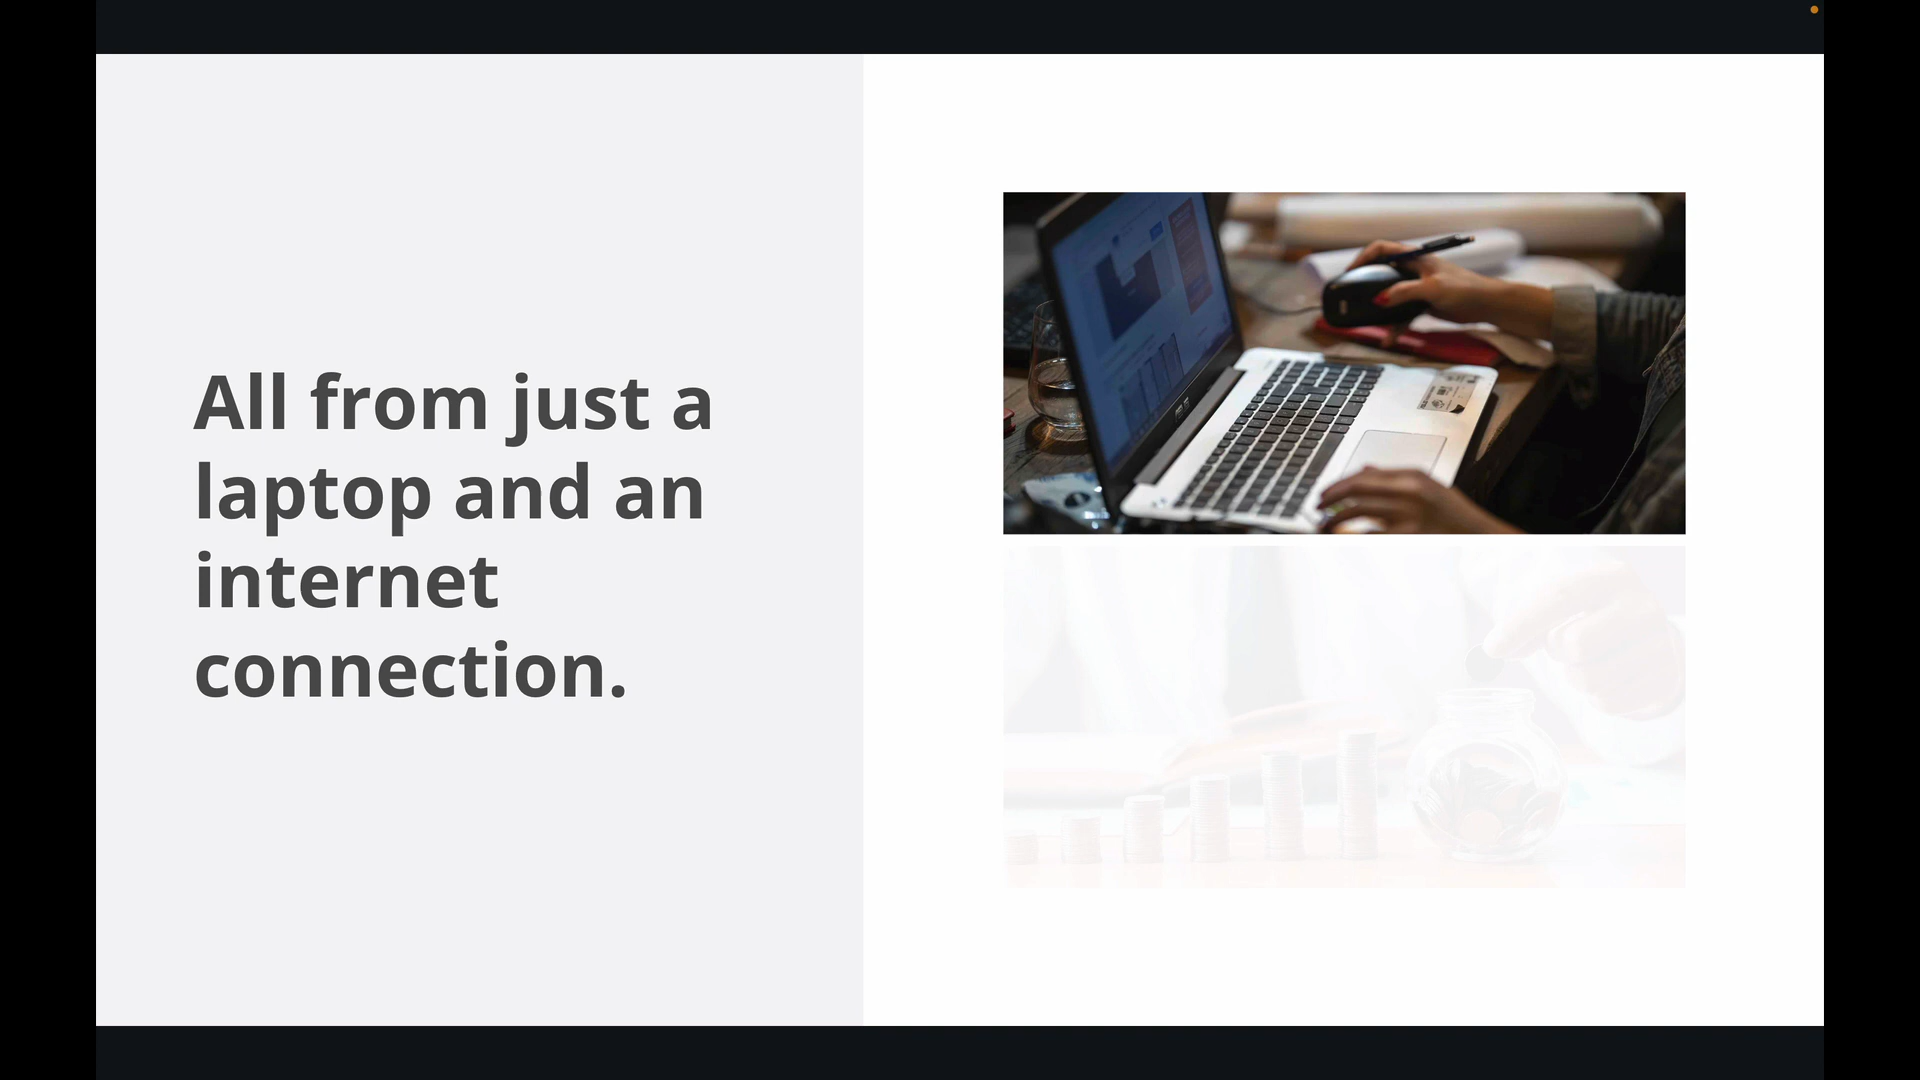 All from just a
laptop and an
internet
connection.